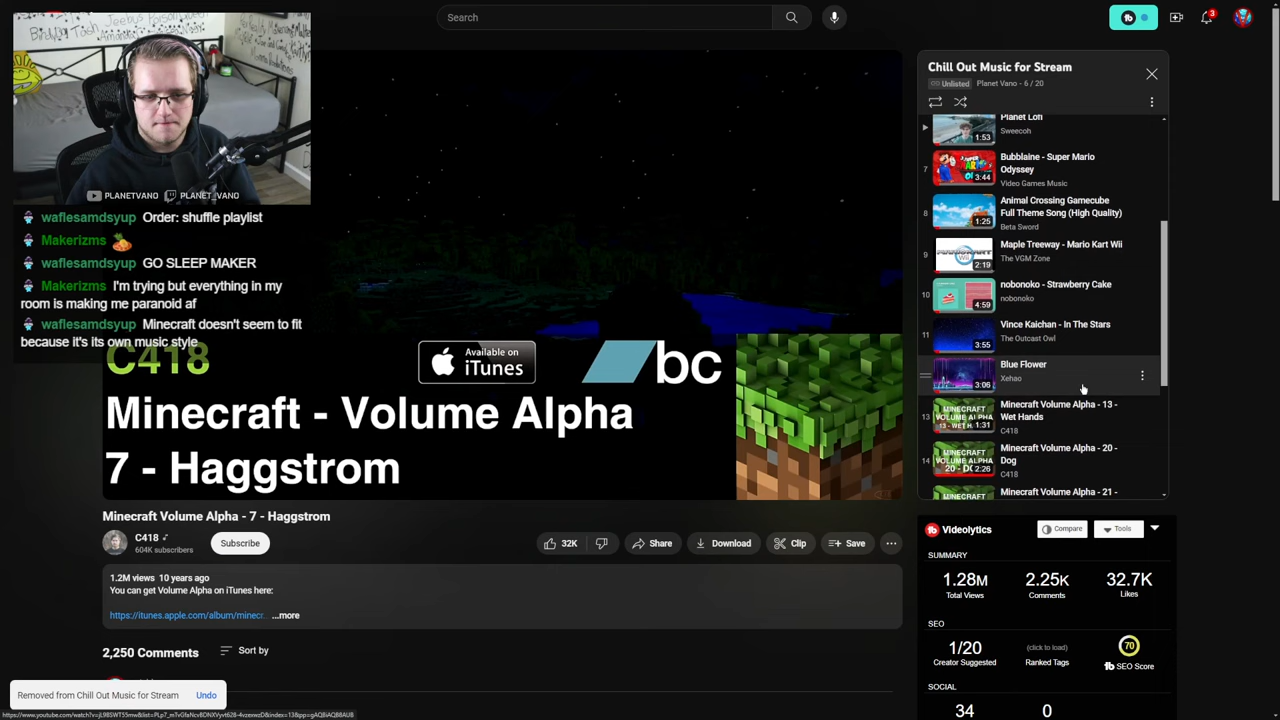 Search
3
PLANETVANO PLANET_VANO
waflesamdsyup Order: shuffle playlist
Makerizms
waflesamdsyup GO SLEEP MAKER
Makerizms I'm trying but everything in my
room is making me paranoid af
waflesamdsyup Minecraft doesn't seem to fit
because it's its own music style
C418
Available on
iTunes
bc
Minecraft - Volume Alpha
7 - Haggstrom
Minecraft Volume Alpha - 7 - Haggstrom
C418
604K subscribers
Subscribe
32K
Share
Download
Clip
Save
1.2M views 10 years ago
You can get Volume Alpha on iTunes here:
https://itunes.apple.com/album/minecr... ...more
2,250 Comments
Sort by
Removed from Chill Out Music for Stream Undo
Chill Out Music for Stream
Unlisted Planet Vano - 6 / 20
Planet Lofi
Sweecoh
1:53
7
Bubblaine - Super Mario
Odyssey
Video Games Music
3:44
8
Animal Crossing Gamecube
Full Theme Song (High Quality)
Beta Sword
1:25
9
Maple Treeway - Mario Kart Wii
The VGM Zone
2:19
10
nobonoko - Strawberry Cake
nobonoko
4:59
11
Vince Kaichan - In The Stars
The Outcast Owl
3:55
Blue Flower
Xehao
3:06
13
Minecraft Volume Alpha - 13 -
Wet Hands
C418
1:31
14
Minecraft Volume Alpha - 20 -
Dog
C418
2:26
Minecraft Volume Alpha - 21 -
Videolytics
Compare
Tools
SUMMARY
1.28M 2.25K 32.7K
Total Views Comments Likes
SEO
1/20 (click to load) 70
Creator Suggested Ranked Tags SEO Score
SOCIAL
34 0